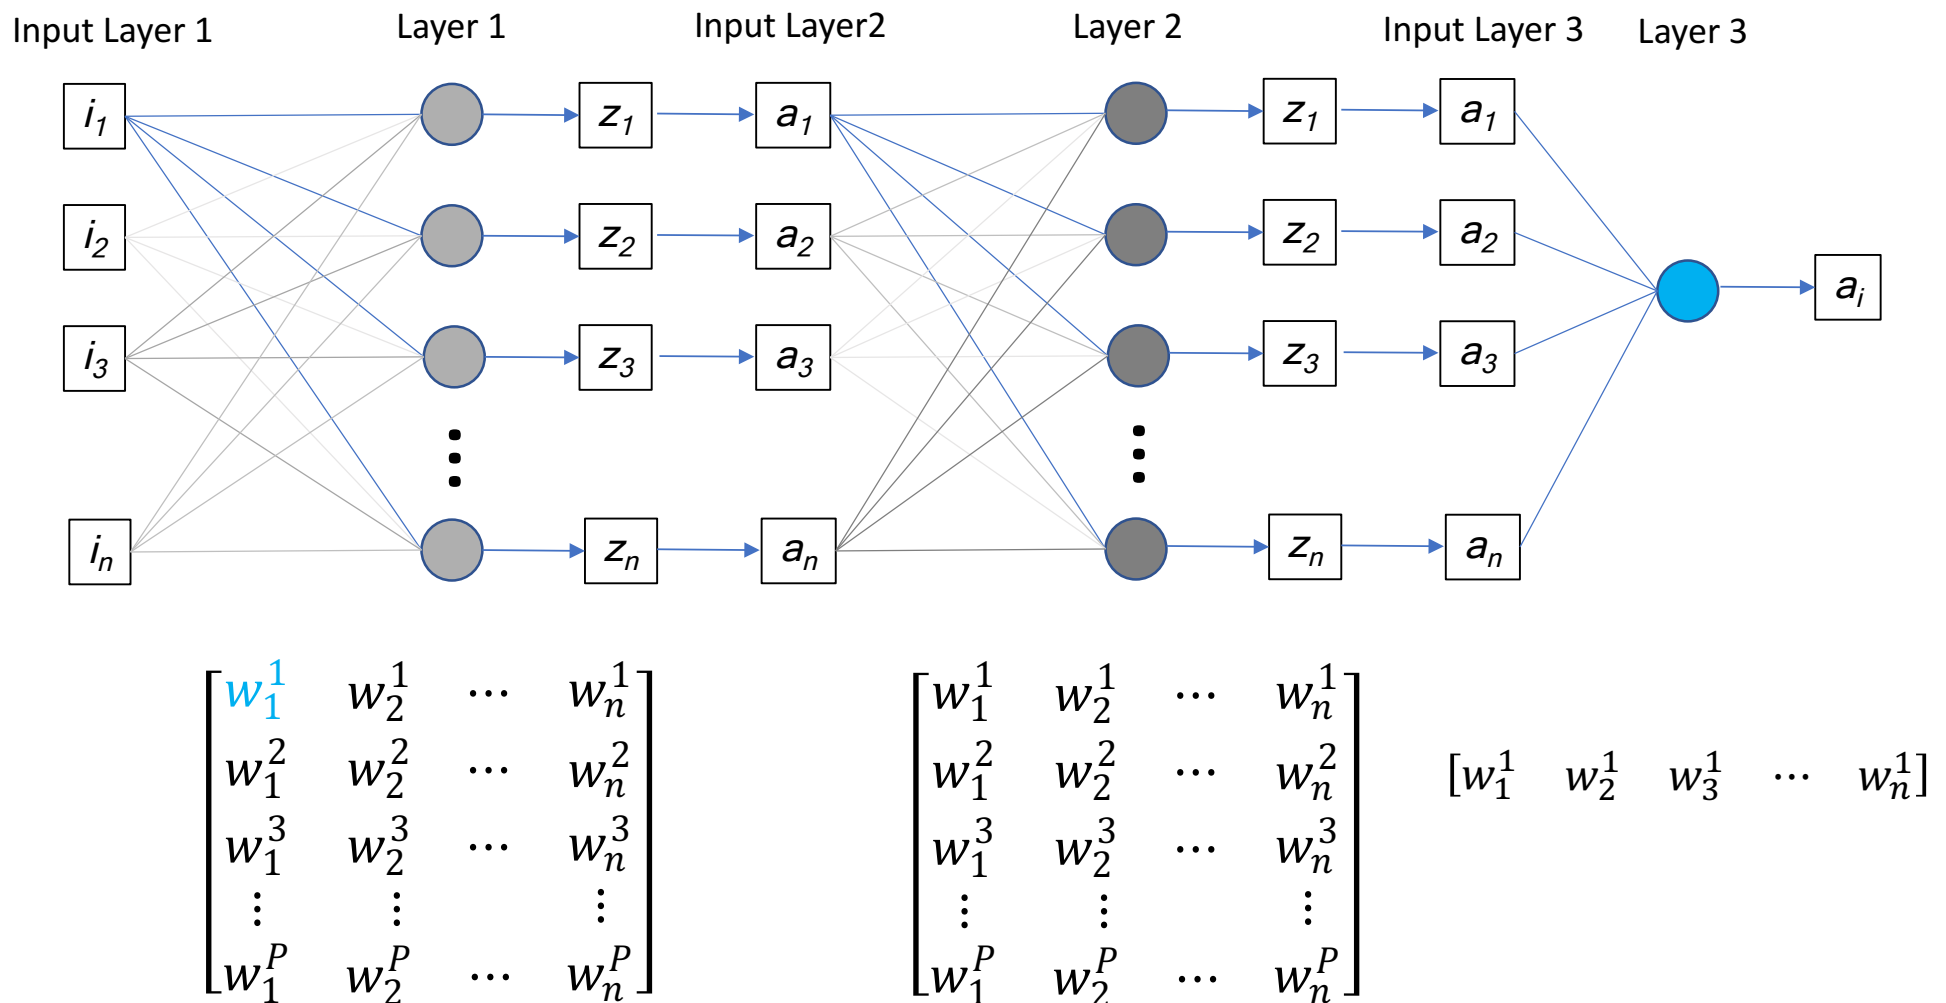 Input Layer 1 Layer 1 Input Layer2 Layer 2 Input Layer 3 Layer 3
i₁ z₁ a₁ z₁ a₁
i₂ z₂ a₂ z₂ a₂
aᵢ
i₃ z₃ a₃ z₃ a₃
iₙ zₙ aₙ zₙ aₙ
[w₁¹ w₂¹ ⋯ wₙ¹] [w₁¹ w₂¹ ⋯ wₙ¹]
w₁² w₂² ⋯ wₙ² w₁² w₂² ⋯ wₙ² [w₁¹ w₂¹ w₃¹ ⋯ wₙ¹]
w₁³ w₂³ ⋯ wₙ³ w₁³ w₂³ ⋯ wₙ³
⋮ ⋮ ⋮ ⋮ ⋮ ⋮
w₁ᴾ w₂ᴾ ⋯ wₙᴾ w₁ᴾ w₂ᴾ ⋯ wₙᴾ